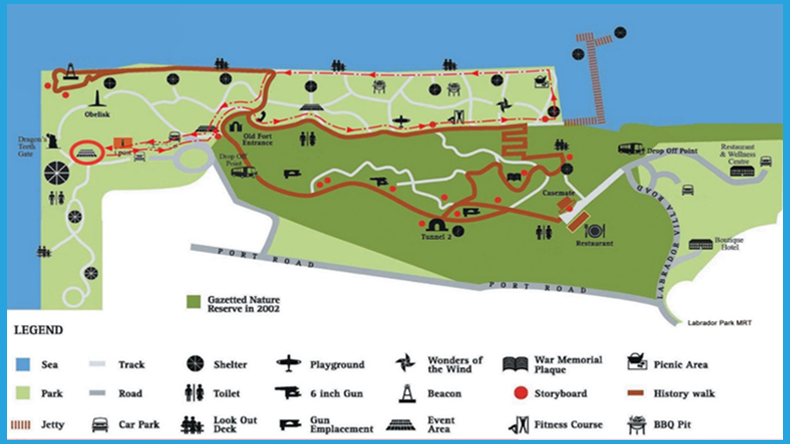 Obelisk
Dragon's
Teeth
Gate
Old Fort
Entrance
Drop Off
Point
Drop Off Point
Restaurant
& Wellness
Centre
Casemate
Tunnel 2
Restaurant
LABRADOR VILLA ROAD
Boutique
Hotel
PORT ROAD
PORT ROAD
Gazetted Nature
Reserve in 2002
Labrador Park MRT
LEGEND
Sea
Track
Shelter
Playground
Wonders of
the Wind
War Memorial
Plaque
Picnic Area
Park
Road
Toilet
6 inch Gun
Beacon
Storyboard
History walk
Jetty
Car Park
Look Out
Deck
Gun
Emplacement
Event
Area
Fitness Course
BBQ Pit